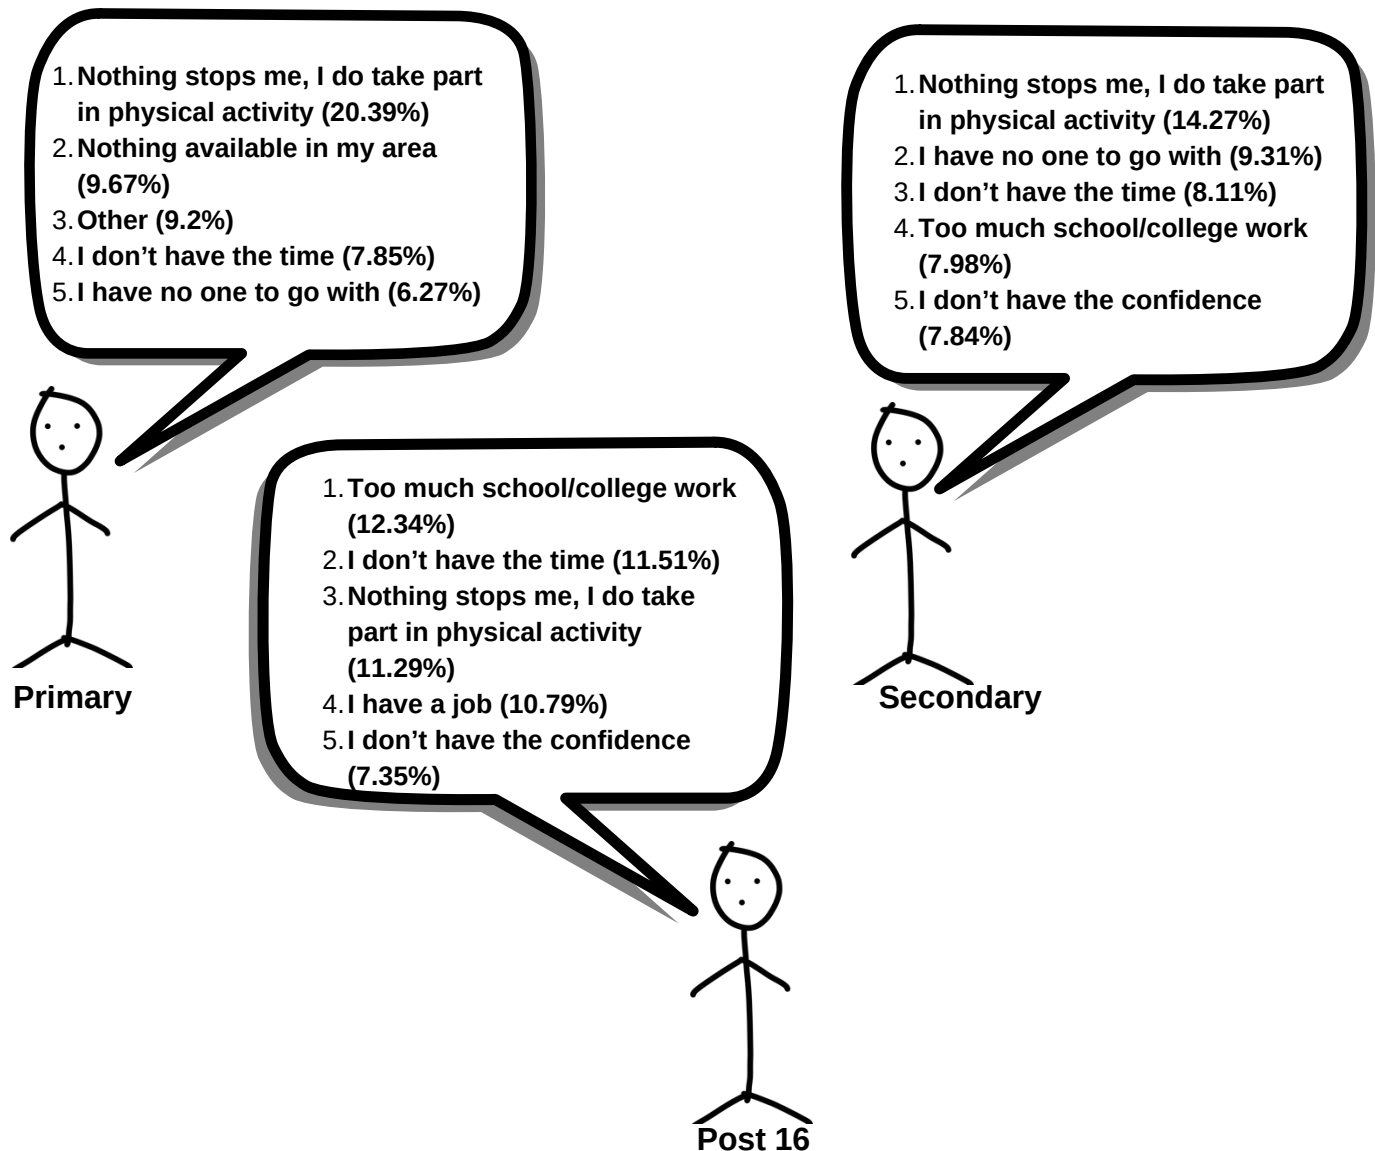 1. Nothing stops me, I do take part
in physical activity (20.39%)
2. Nothing available in my area
(9.67%)
3. Other (9.2%)
4. I don’t have the time (7.85%)
5. I have no one to go with (6.27%)
Primary
1. Nothing stops me, I do take part
in physical activity (14.27%)
2. I have no one to go with (9.31%)
3. I don’t have the time (8.11%)
4. Too much school/college work
(7.98%)
5. I don’t have the confidence
(7.84%)
Secondary
1. Too much school/college work
(12.34%)
2. I don’t have the time (11.51%)
3. Nothing stops me, I do take
part in physical activity
(11.29%)
4. I have a job (10.79%)
5. I don’t have the confidence
(7.35%)
Post 16